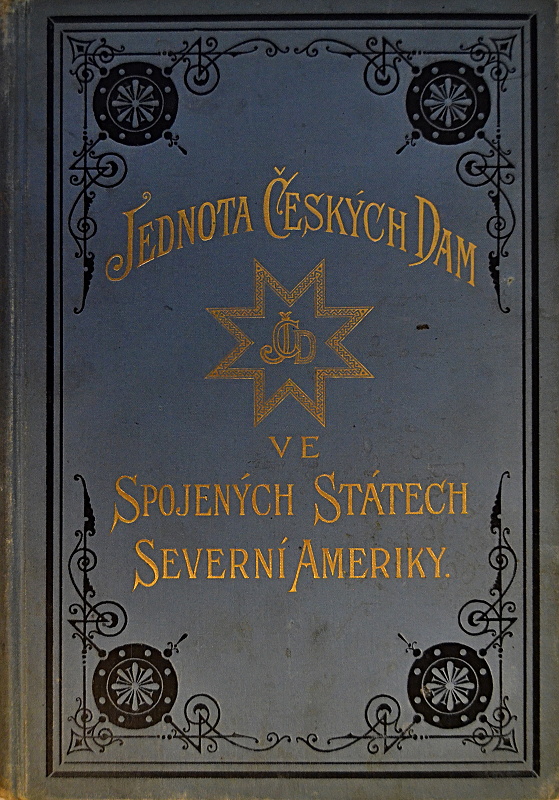 JEDNOTA ČESKÝCH DAM
JČD
VE
SPOJENÝCH STÁTECH
SEVERNÍ AMERIKY.